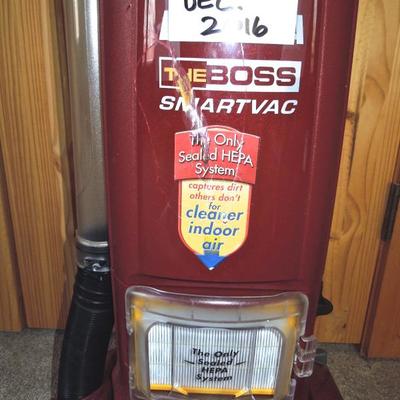 DEC.
2016
THE BOSS
SMARTVAC
The Only
Sealed HEPA
System
captures dirt
others don't
for
cleaner
indoor
air
The Only
Sealed
HEPA
System